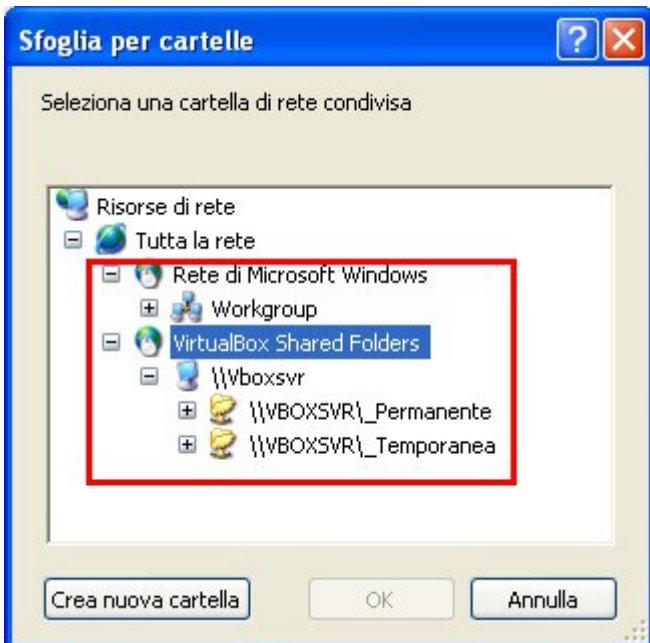 Sfoglia per cartelle
Seleziona una cartella di rete condivisa
Risorse di rete
Tutta la rete
Rete di Microsoft Windows
Workgroup
VirtualBox Shared Folders
\\Vboxsvr
\\VBOXSVR\_Permanente
\\VBOXSVR\_Temporanea
Crea nuova cartella OK Annulla